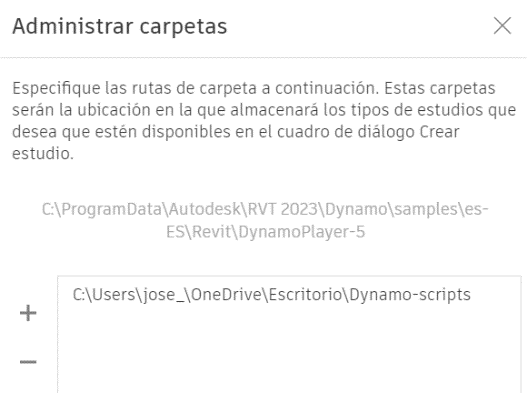 Administrar carpetas
Especifique las rutas de carpeta a continuación. Estas carpetas
serán la ubicación en la que almacenará los tipos de estudios que
desea que estén disponibles en el cuadro de diálogo Crear
estudio.
C:\ProgramData\Autodesk\RVT 2023\Dynamo\samples\es-
ES\Revit\DynamoPlayer-5
C:\Users\jose_\OneDrive\Escritorio\Dynamo-scripts